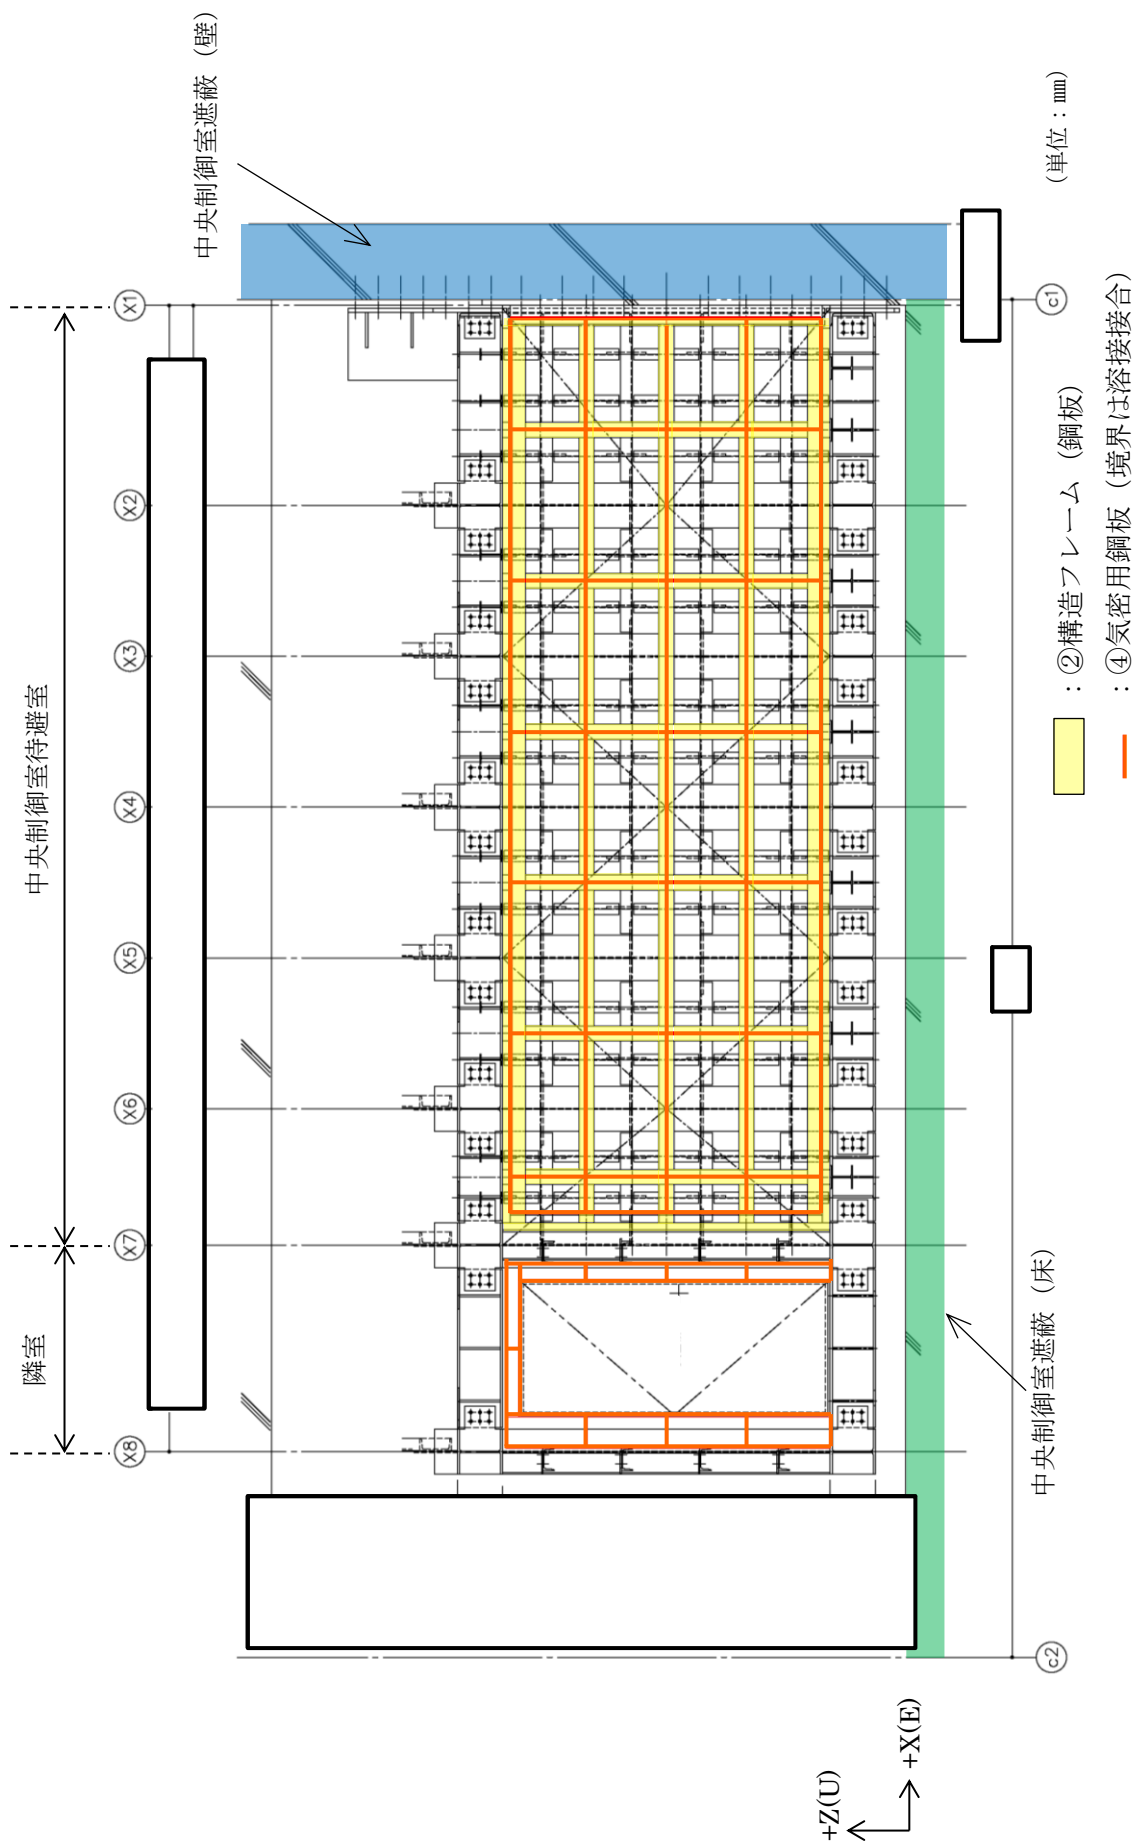 隣室
中央制御室待避室
X8
X7
X6
X5
X4
X3
X2
X1
中央制御室遮蔽（壁）
中央制御室遮蔽（床）
c2
c1
(単位：mm)
：②構造フレーム（鋼板）
：④気密用鋼板（境界は溶接接合）
+Z(U)
+X(E)